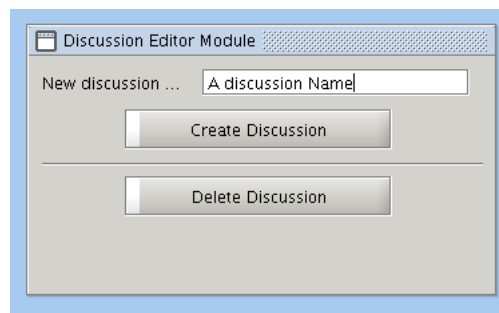 Discussion Editor Module
New discussion ... A discussion Name
Create Discussion
Delete Discussion